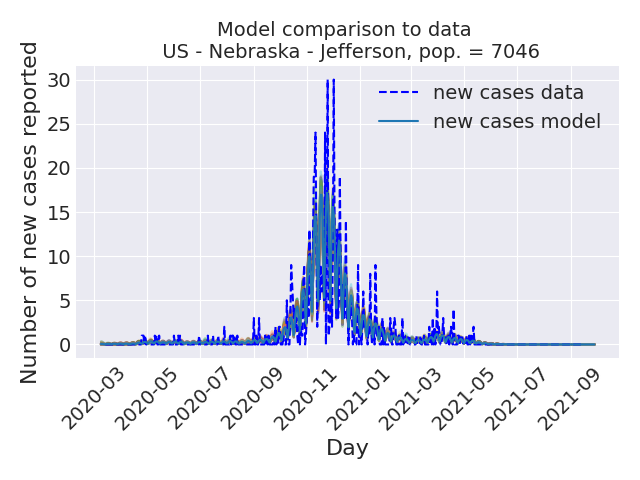 Model comparison to data
US - Nebraska - Jefferson, pop. = 7046
Number of new cases reported
30
25
20
15
10
5
0
new cases data
new cases model
2020-03
2020-05
2020-07
2020-09
2020-11
2021-01
2021-03
2021-05
2021-07
2021-09
Day